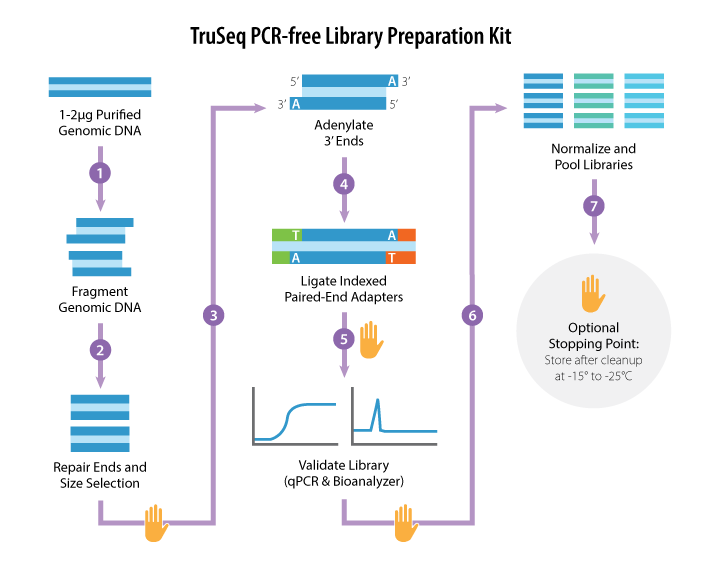 TruSeq PCR-free Library Preparation Kit
1-2µg Purified
Genomic DNA
1
Fragment
Genomic DNA
2
Repair Ends and
Size Selection
3
5’ A 3’
3’ A 5’
Adenylate
3’ Ends
4
T A
A T
Ligate Indexed
Paired-End Adapters
5
Validate Library
(qPCR & Bioanalyzer)
6
Normalize and
Pool Libraries
7
Optional
Stopping Point:
Store after cleanup
at -15° to -25°C